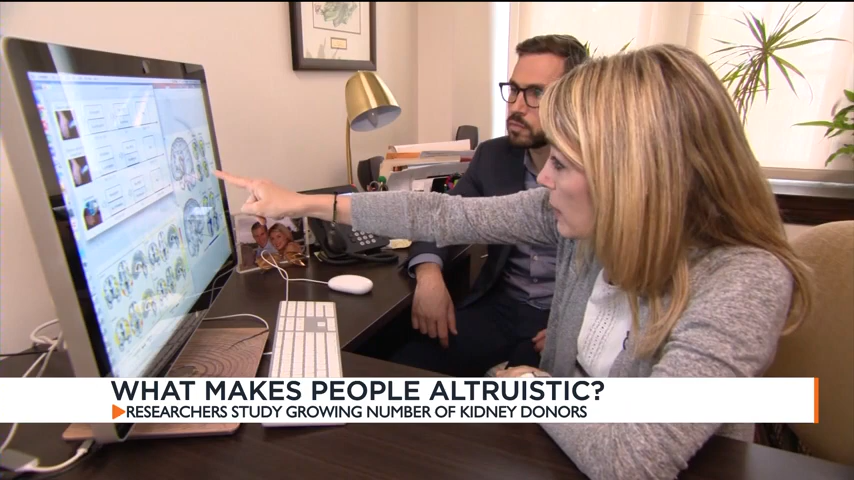 WHAT MAKES PEOPLE ALTRUISTIC?
RESEARCHERS STUDY GROWING NUMBER OF KIDNEY DONORS